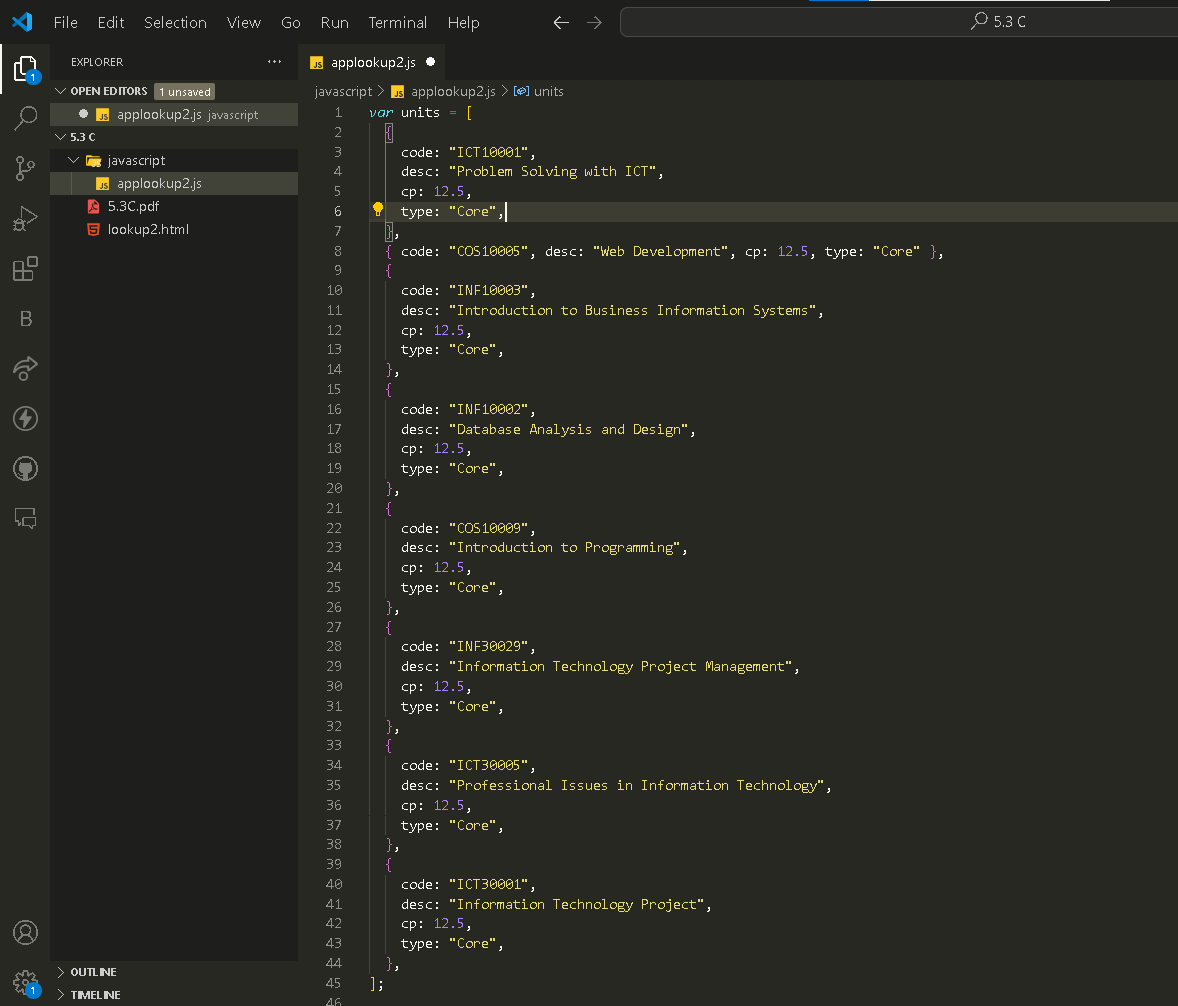 File Edit Selection View Go Run Terminal Help 5.3 C
EXPLORER
OPEN EDITORS 1 unsaved
applookup2.js javascript
5.3 C
javascript
applookup2.js
5.3C.pdf
lookup2.html
OUTLINE
TIMELINE
1
B
1
JS applookup2.js
javascript > JS applookup2.js > units
1 var units = [
2 {
3 code: "ICT10001",
4 desc: "Problem Solving with ICT",
5 cp: 12.5,
6 type: "Core",
7 },
8 { code: "COS10005", desc: "Web Development", cp: 12.5, type: "Core" },
9 {
10 code: "INF10003",
11 desc: "Introduction to Business Information Systems",
12 cp: 12.5,
13 type: "Core",
14 },
15 {
16 code: "INF10002",
17 desc: "Database Analysis and Design",
18 cp: 12.5,
19 type: "Core",
20 },
21 {
22 code: "COS10009",
23 desc: "Introduction to Programming",
24 cp: 12.5,
25 type: "Core",
26 },
27 {
28 code: "INF30029",
29 desc: "Information Technology Project Management",
30 cp: 12.5,
31 type: "Core",
32 },
33 {
34 code: "ICT30005",
35 desc: "Professional Issues in Information Technology",
36 cp: 12.5,
37 type: "Core",
38 },
39 {
40 code: "ICT30001",
41 desc: "Information Technology Project",
42 cp: 12.5,
43 type: "Core",
44 },
45 ];
46